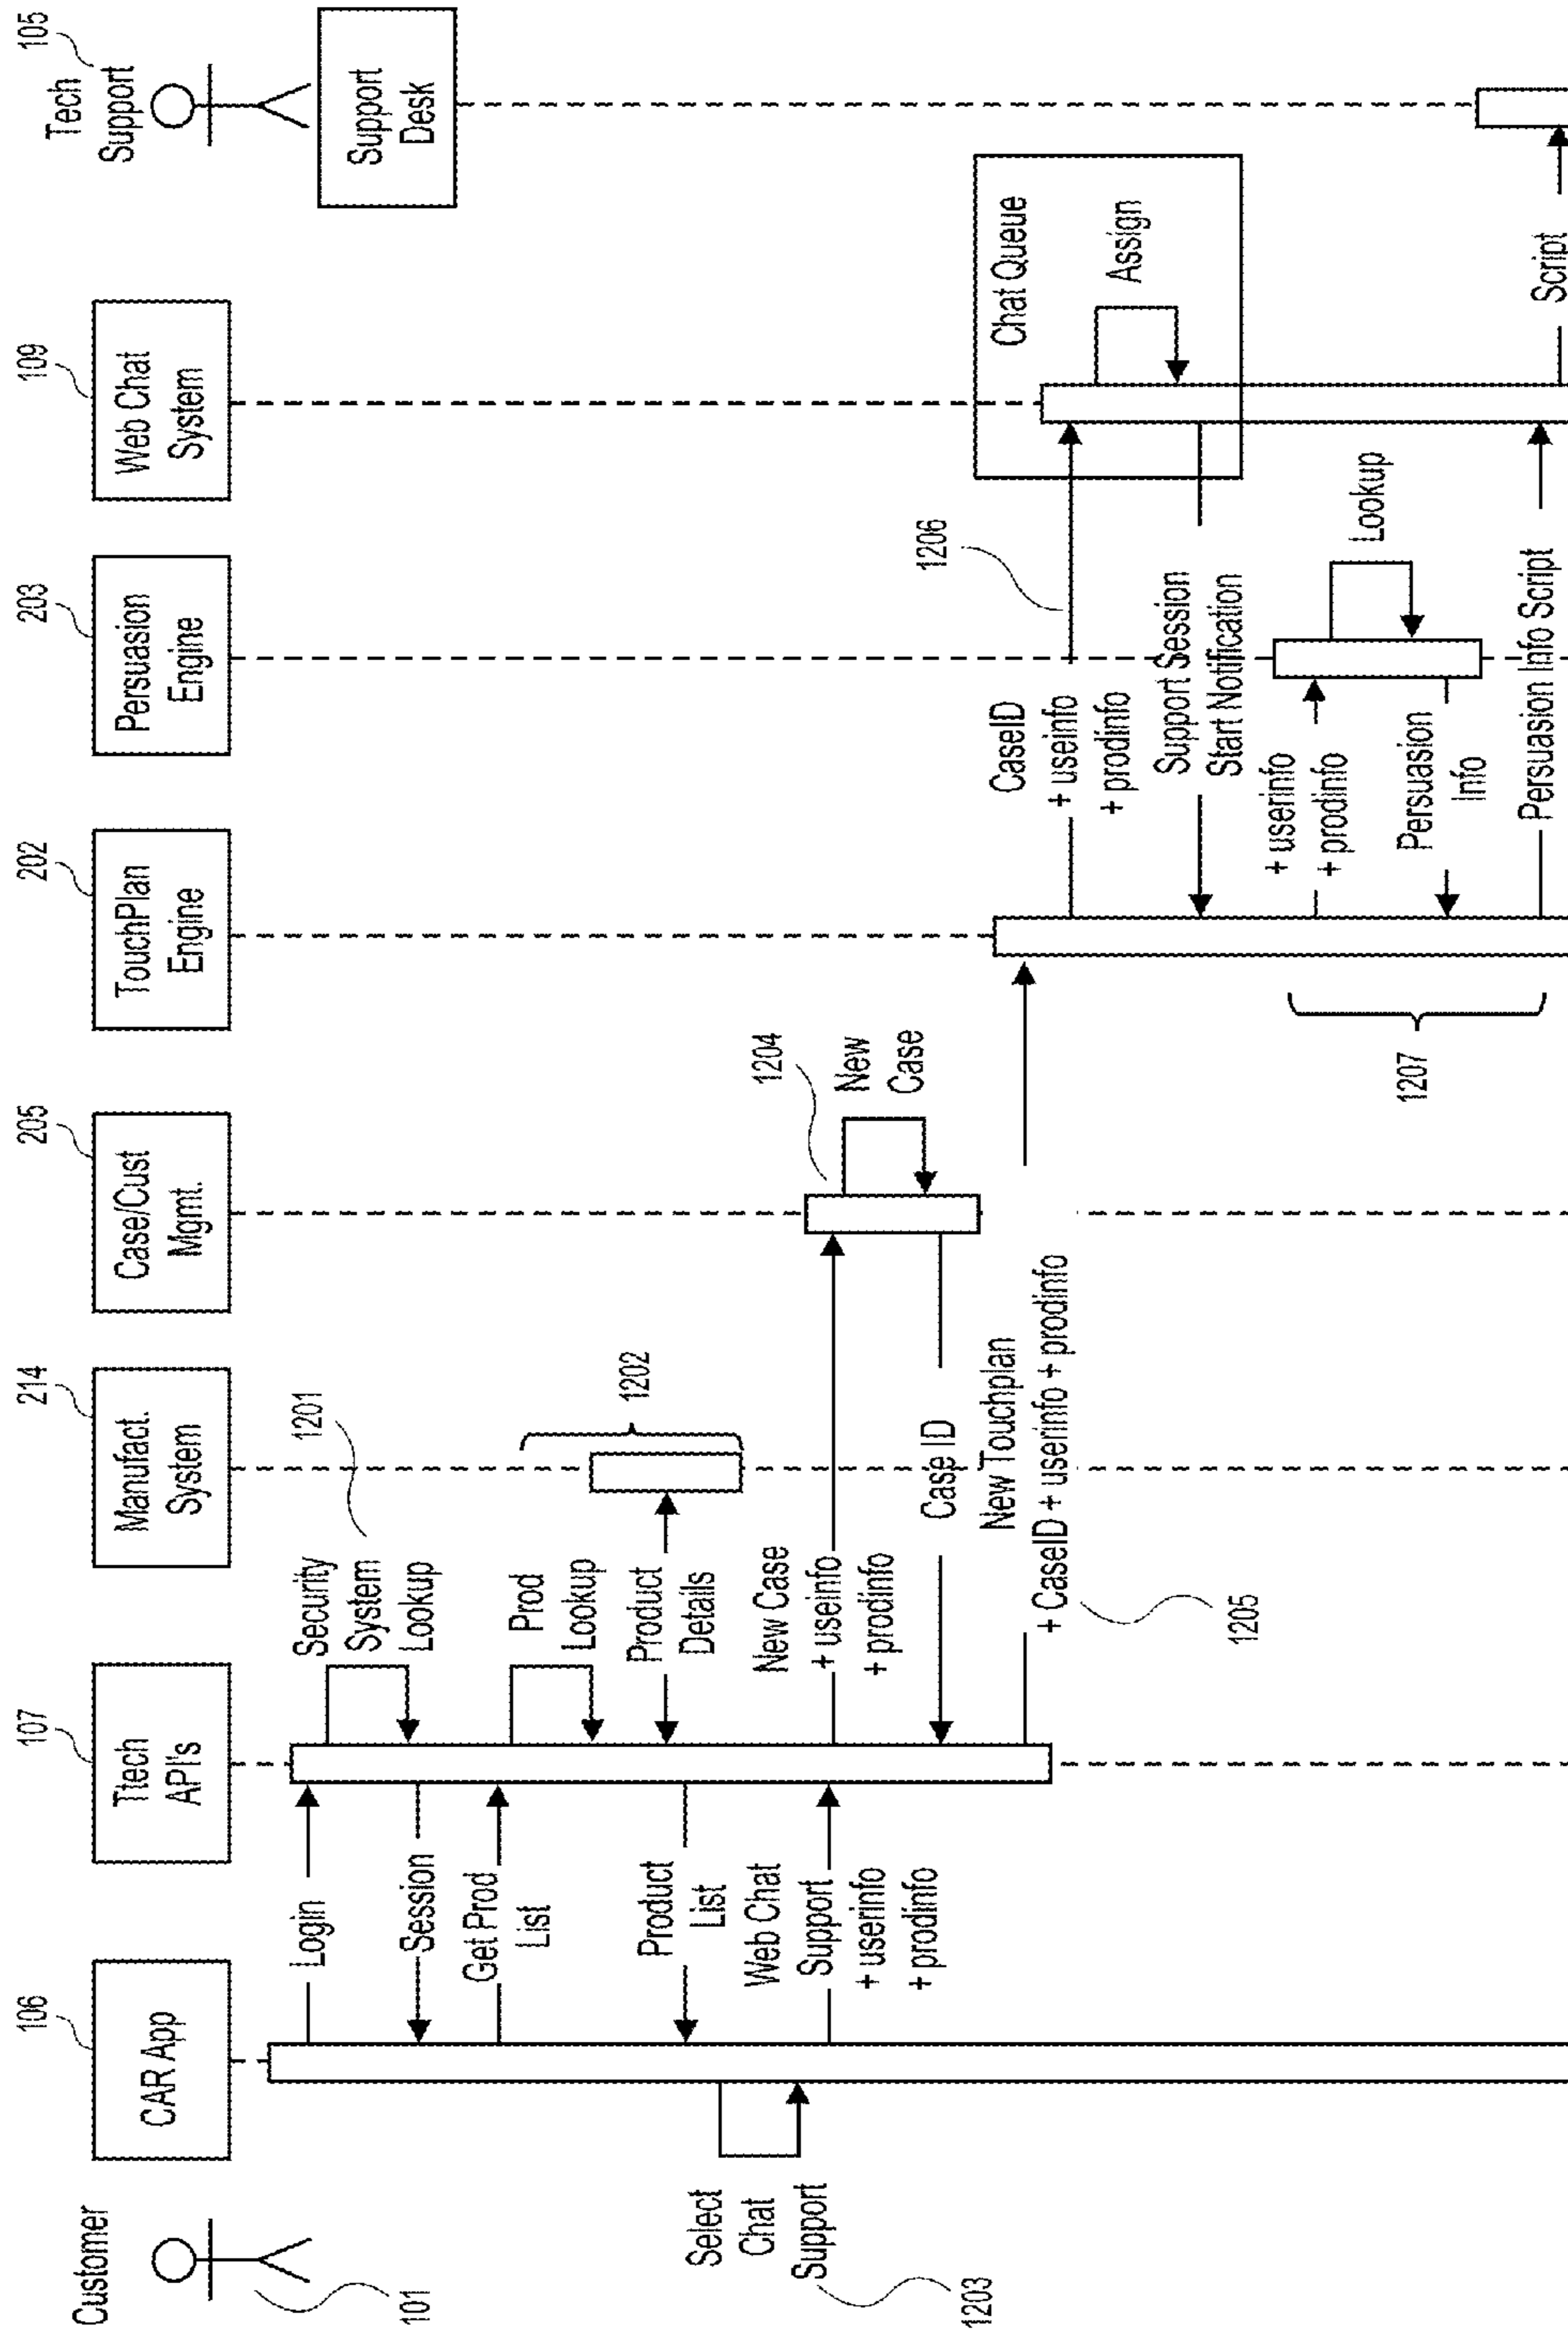 Customer
101
106
CAR App
107
Ttech
API's
214
Manufact.
System
205
Case/Cust
Mgmt.
202
TouchPlan
Engine
203
Persuasion
Engine
109
Web Chat
System
Tech
Support
105
Support
Desk
Login
Security
System
Lookup
1201
Session
Get Prod
List
Prod
Lookup
1202
Product
Details
Product
List
Select
Chat
Support
1203
Web Chat
Support
+ userinfo
+ prodinfo
New Case
+ useinfo
+ prodinfo
1204
New
Case
Case ID
New Touchplan
+ CaseID + userinfo + prodinfo
1205
CaseID
+ useinfo
+ prodinfo
1206
Chat Queue
Assign
Support Session
Start Notification
+ userinfo
+ prodinfo
Lookup
Persuasion
Info
1207
Persuasion Info Script
Script